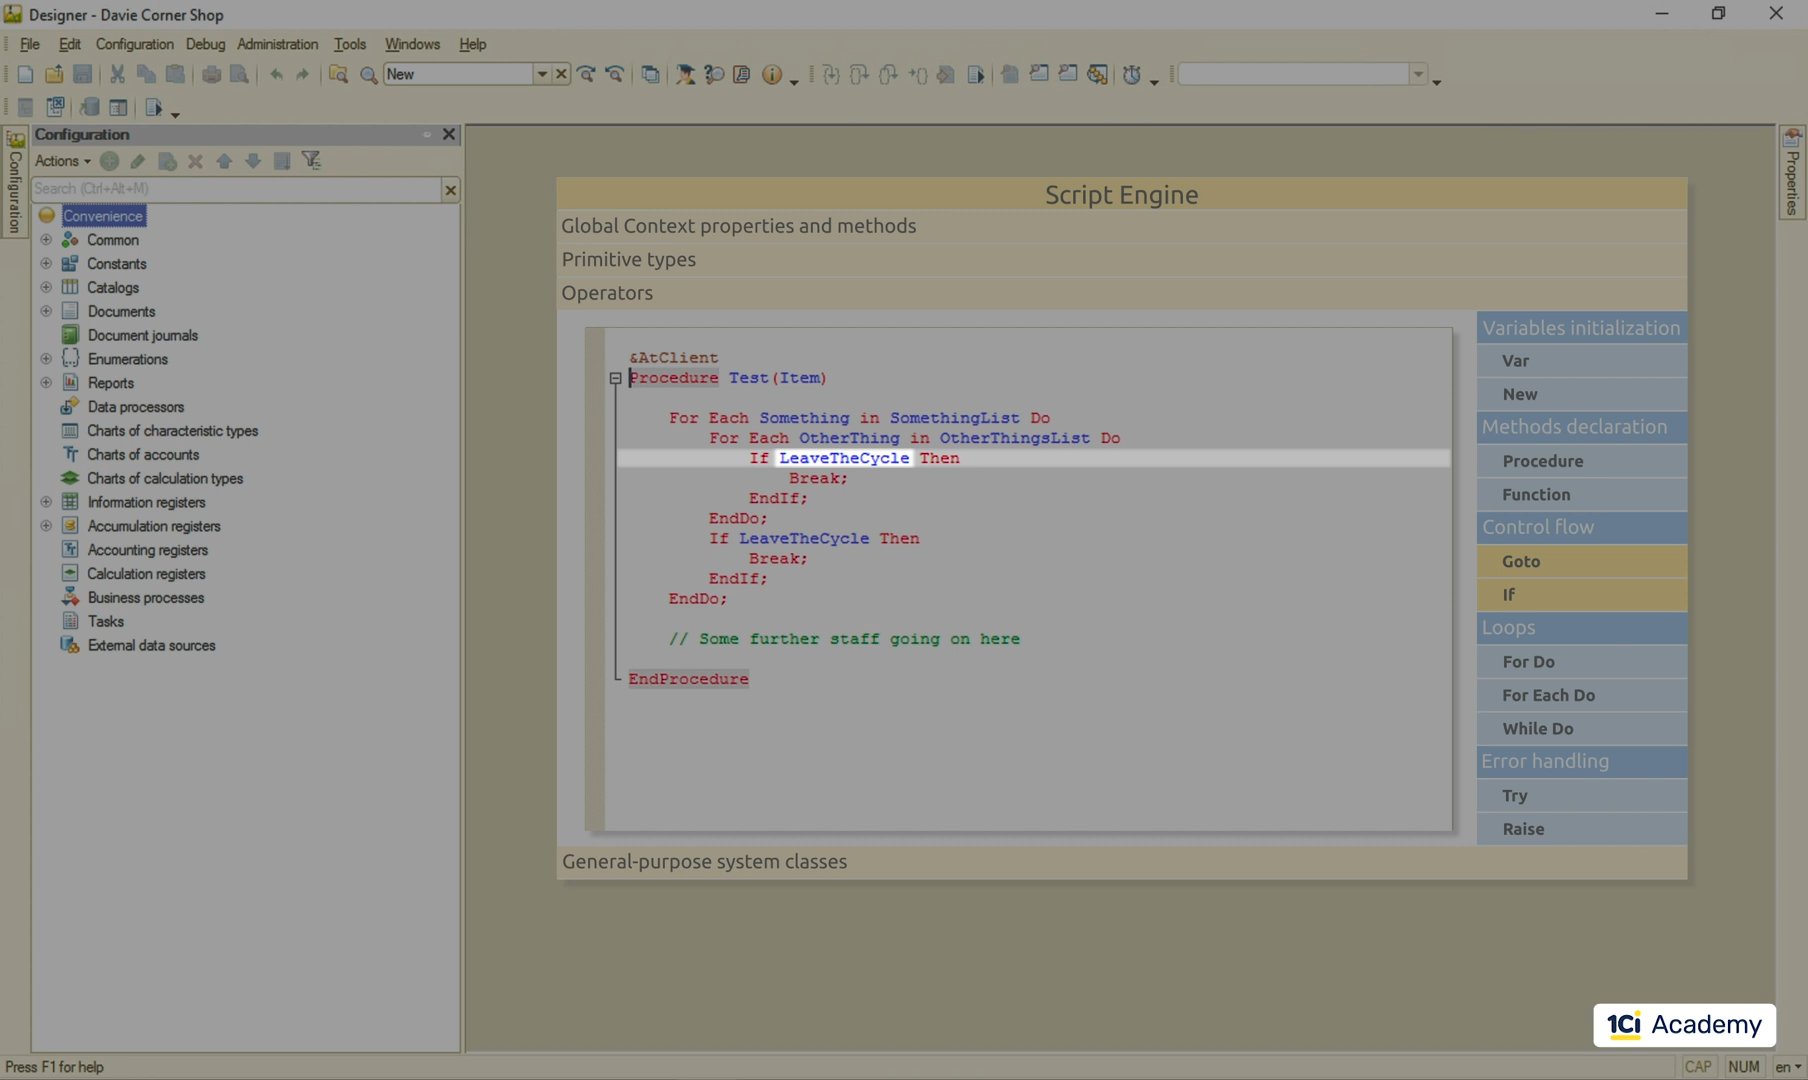 Designer - Davie Corner Shop
File Edit Configuration Debug Administration Tools Windows Help
New
Configuration
Configuration
Actions
Search (Ctrl+Alt+M)
Convenience
Common
Constants
Catalogs
Documents
Document journals
Enumerations
Reports
Data processors
Charts of characteristic types
Charts of accounts
Charts of calculation types
Information registers
Accumulation registers
Accounting registers
Calculation registers
Business processes
Tasks
External data sources
Script Engine
Global Context properties and methods
Primitive types
Operators
&AtClient
Procedure Test(Item)
For Each Something in SomethingList Do
For Each OtherThing in OtherThingsList Do
If LeaveTheCycle Then
Break;
EndIf;
EndDo;
If LeaveTheCycle Then
Break;
EndIf;
EndDo;
// Some further staff going on here
EndProcedure
Variables initialization
Var
New
Methods declaration
Procedure
Function
Control flow
Goto
If
Loops
For Do
For Each Do
While Do
Error handling
Try
Raise
General-purpose system classes
Properties
1Ci Academy
Press F1 for help
CAP NUM en